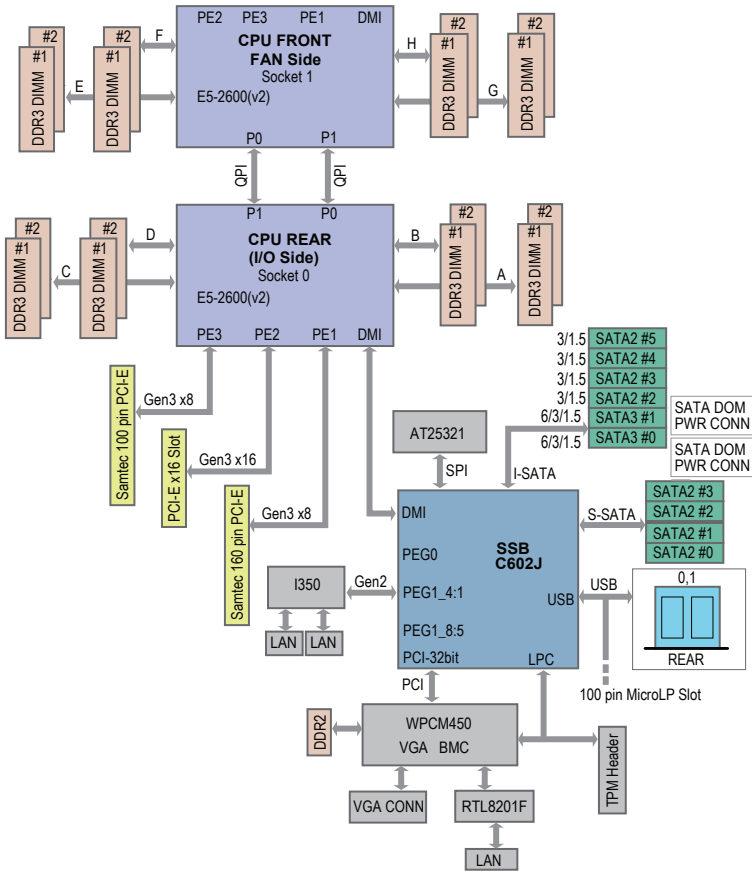 PE2 PE3 PE1 DMI
CPU FRONT
FAN Side
Socket 1
E5-2600(v2)
P0 P1
#2
#1
DDR3 DIMM
#2
#1
DDR3 DIMM
F
E
H
G
#2
#1
DDR3 DIMM
#2
#1
DDR3 DIMM
QPI
QPI
P1 P0
CPU REAR
(I/O Side)
Socket 0
E5-2600(v2)
PE3 PE2 PE1 DMI
#2
#1
DDR3 DIMM
#2
#1
DDR3 DIMM
D
C
B
A
#2
#1
DDR3 DIMM
#2
#1
DDR3 DIMM
Samtec 100 pin PCI-E
Gen3 x8
PCI-E x16 Slot
Gen3 x16
Samtec 160 pin PCI-E
Gen3 x8
3/1.5 SATA2 #5
3/1.5 SATA2 #4
3/1.5 SATA2 #3
3/1.5 SATA2 #2
6/3/1.5 SATA3 #1
6/3/1.5 SATA3 #0
SATA DOM
PWR CONN
SATA DOM
PWR CONN
AT25321
SPI
I-SATA
S-SATA
SATA2 #3
SATA2 #2
SATA2 #1
SATA2 #0
DMI
SSB
C602J
PEG0
PEG1_4:1
USB
PEG1_8:5
PCI-32bit
LPC
I350
Gen2
LAN
LAN
USB
0,1
REAR
100 pin MicroLP Slot
PCI
DDR2
WPCM450
VGA BMC
TPM Header
VGA CONN
RTL8201F
LAN